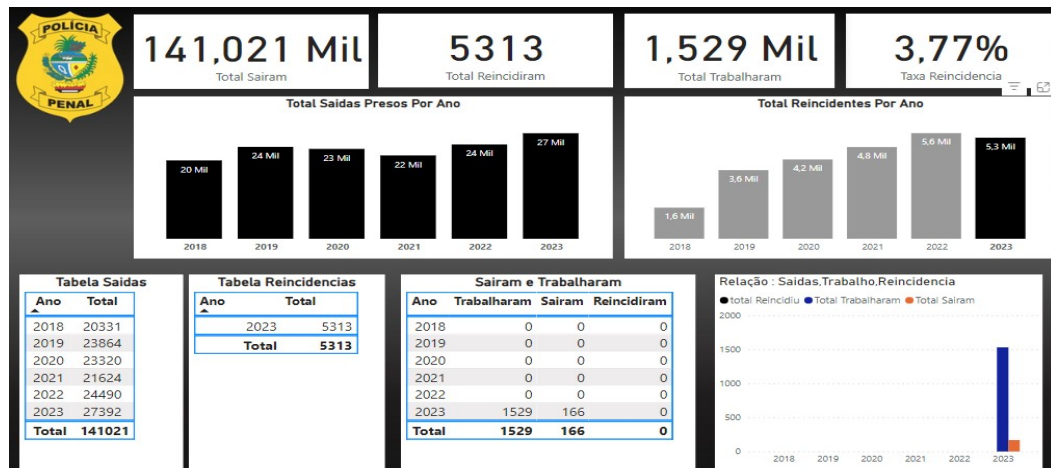 POLÍCIA
PENAL
141,021 Mil
Total Sairam
5313
Total Reincidiram
1,529 Mil
Total Trabalharam
3,77%
Taxa Reincidencia
Total Saidas Presos Por Ano
20 Mil
24 Mil
23 Mil
22 Mil
24 Mil
27 Mil
2018 2019 2020 2021 2022 2023
Total Reincidentes Por Ano
1,6 Mil
3,6 Mil
4,2 Mil
4,8 Mil
5,6 Mil
5,3 Mil
2018 2019 2020 2021 2022 2023
Tabela Saidas
Ano Total
2018 20331
2019 23864
2020 23320
2021 21624
2022 24490
2023 27392
Total 141021
Tabela Reincidencias
Ano Total
2023 5313
Total 5313
Sairam e Trabalharam
Ano Trabalharam Sairam Reincidiram
2018 0 0 0
2019 0 0 0
2020 0 0 0
2021 0 0 0
2022 0 0 0
2023 1529 166 0
Total 1529 166 0
Relação : Saidas,Trabalho,Reincidencia
total Reincidiu Total Trabalharam Total Sairam
2000
1500
1000
500
0
2018 2019 2020 2021 2022 2023